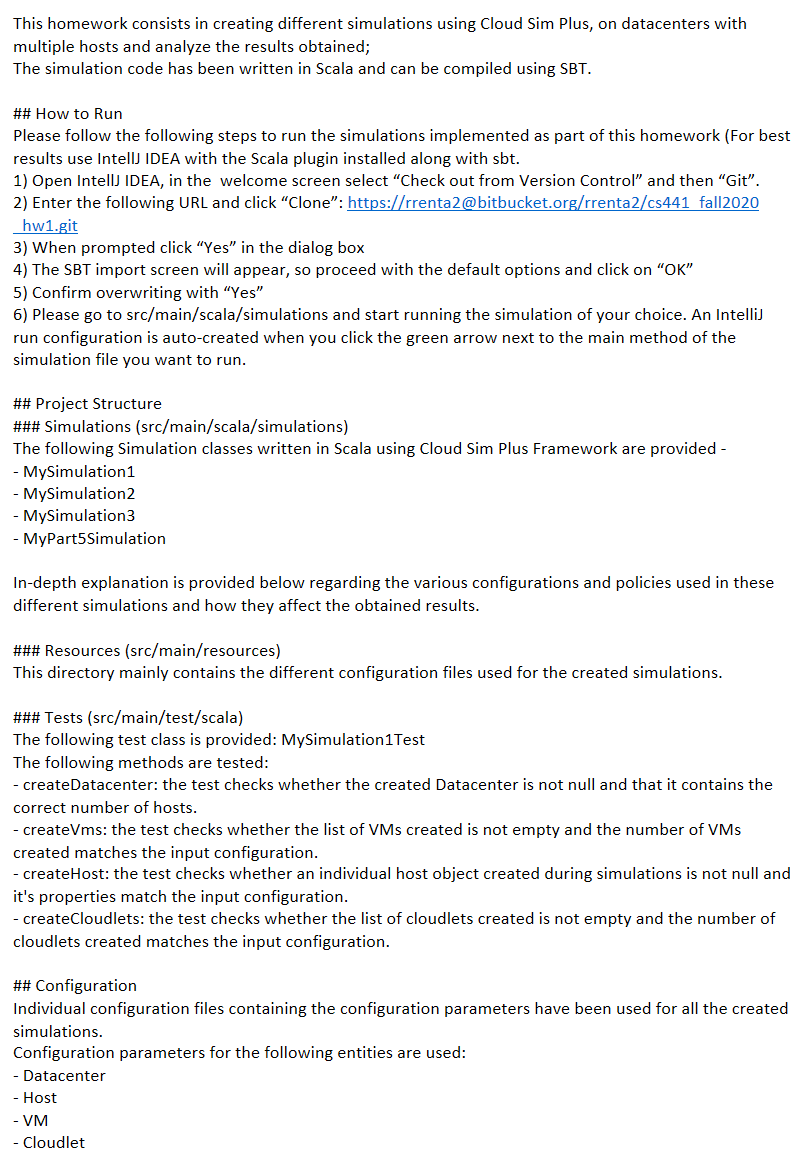 This homework consists in creating different simulations using Cloud Sim Plus, on datacenters with
multiple hosts and analyze the results obtained;
The simulation code has been written in Scala and can be compiled using SBT.

## How to Run
Please follow the following steps to run the simulations implemented as part of this homework (For best
results use IntellJ IDEA with the Scala plugin installed along with sbt.
1) Open IntellJ IDEA, in the  welcome screen select “Check out from Version Control” and then “Git”.
2) Enter the following URL and click “Clone”: https://rrenta2@bitbucket.org/rrenta2/cs441_fall2020
_hw1.git
3) When prompted click “Yes” in the dialog box
4) The SBT import screen will appear, so proceed with the default options and click on “OK”
5) Confirm overwriting with “Yes”
6) Please go to src/main/scala/simulations and start running the simulation of your choice. An IntelliJ
run configuration is auto-created when you click the green arrow next to the main method of the
simulation file you want to run.

## Project Structure
### Simulations (src/main/scala/simulations)
The following Simulation classes written in Scala using Cloud Sim Plus Framework are provided -
- MySimulation1
- MySimulation2
- MySimulation3
- MyPart5Simulation

In-depth explanation is provided below regarding the various configurations and policies used in these
different simulations and how they affect the obtained results.

### Resources (src/main/resources)
This directory mainly contains the different configuration files used for the created simulations.

### Tests (src/main/test/scala)
The following test class is provided: MySimulation1Test
The following methods are tested:
- createDatacenter: the test checks whether the created Datacenter is not null and that it contains the
correct number of hosts.
- createVms: the test checks whether the list of VMs created is not empty and the number of VMs
created matches the input configuration.
- createHost: the test checks whether an individual host object created during simulations is not null and
it's properties match the input configuration.
- createCloudlets: the test checks whether the list of cloudlets created is not empty and the number of
cloudlets created matches the input configuration.

## Configuration
Individual configuration files containing the configuration parameters have been used for all the created
simulations.
Configuration parameters for the following entities are used:
- Datacenter
- Host
- VM
- Cloudlet